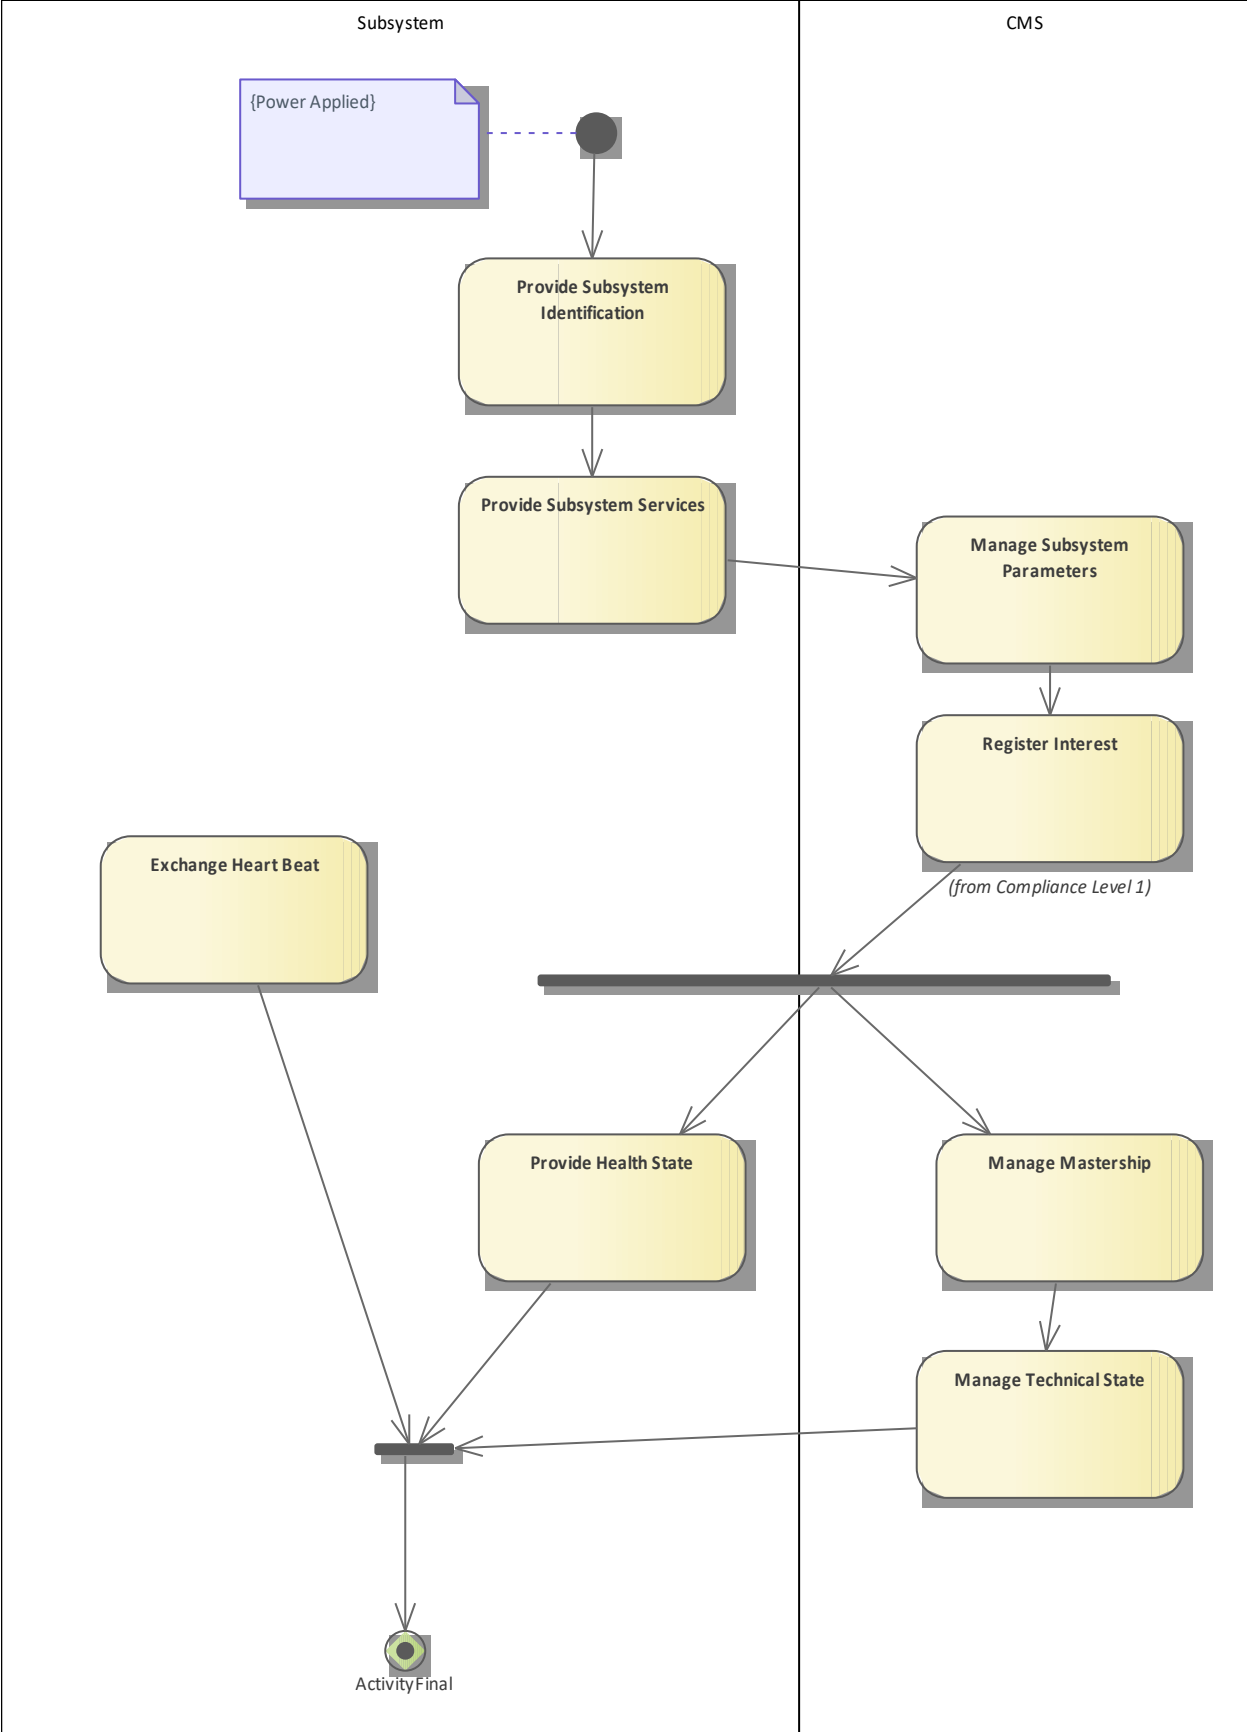 Subsystem
CMS
{Power Applied}
Provide Subsystem
Identification
Provide Subsystem Services
Manage Subsystem
Parameters
Register Interest
(from Compliance Level 1)
Exchange Heart Beat
Provide Health State
Manage Mastership
Manage Technical State
ActivityFinal